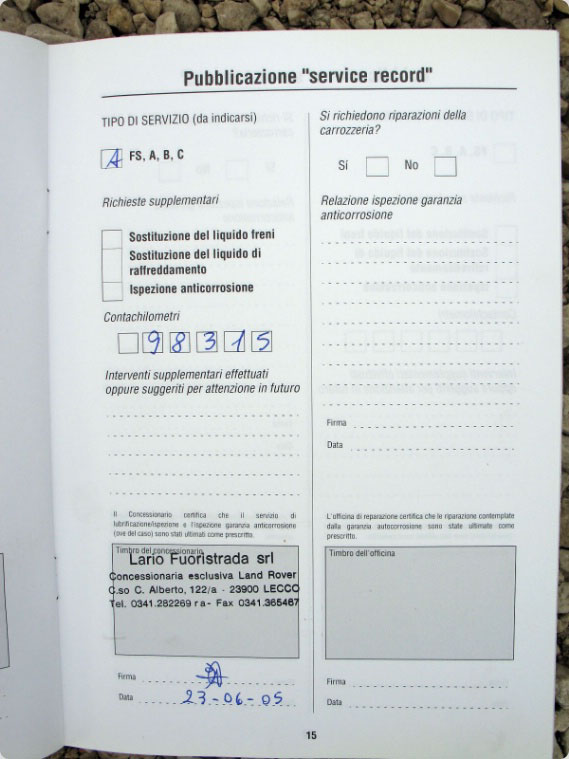 Pubblicazione "service record"
TIPO DI SERVIZIO (da indicarsi)
A FS, A, B, C
Richieste supplementari
Sostituzione del liquido freni
Sostituzione del liquido di
raffreddamento
Ispezione anticorrosione
Contachilometri
98315
Interventi supplementari effettuati
oppure suggeriti per attenzione in futuro
Il Concessionario certifica che il servizio di
lubrificazione/ispezione e l'ispezione garanzia anticorrosione
(ove del caso) sono stati ultimati come prescritto.
Timbro del concessionario
Lario Fuoristrada srl
Concessionaria esclusiva Land Rover
C.so C. Alberto, 122/a - 23900 LECCO
Tel. 0341.282269 r a - Fax 0341.365467
Firma
Data 23-06-05
Si richiedono riparazioni della
carrozzeria?
Sí No
Relazione ispezione garanzia
anticorrosione
Firma
Data
L'officina di reparazione certifica che le riparazione contemplate
dalla garanzia autocorrosione sono state ultimate come
prescritto.
Timbro dell'officina
Firma
Data
15